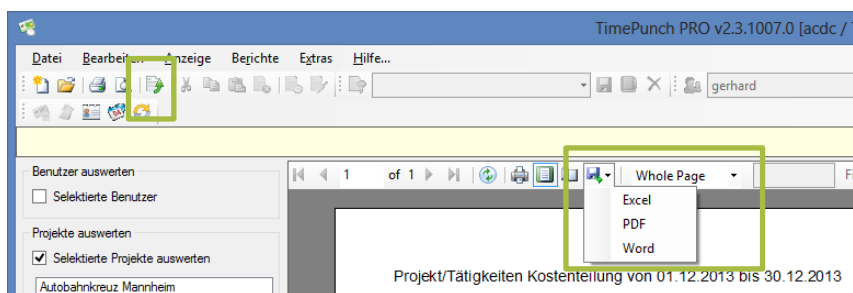 TimePunch PRO v2.3.1007.0 [acdc /
Datei Bearbeiten Anzeige Berichte Extras Hilfe...
gerhard
Benutzer auswerten
1 of 1 Whole Page
Selektierte Benutzer
Excel
PDF
Projekte auswerten
Word
Selektierte Projekte auswerten
Projekt/Tätigkeiten Kostenteilung von 01.12.2013 bis 30.12.2013
Autobahnkreuz Mannheim